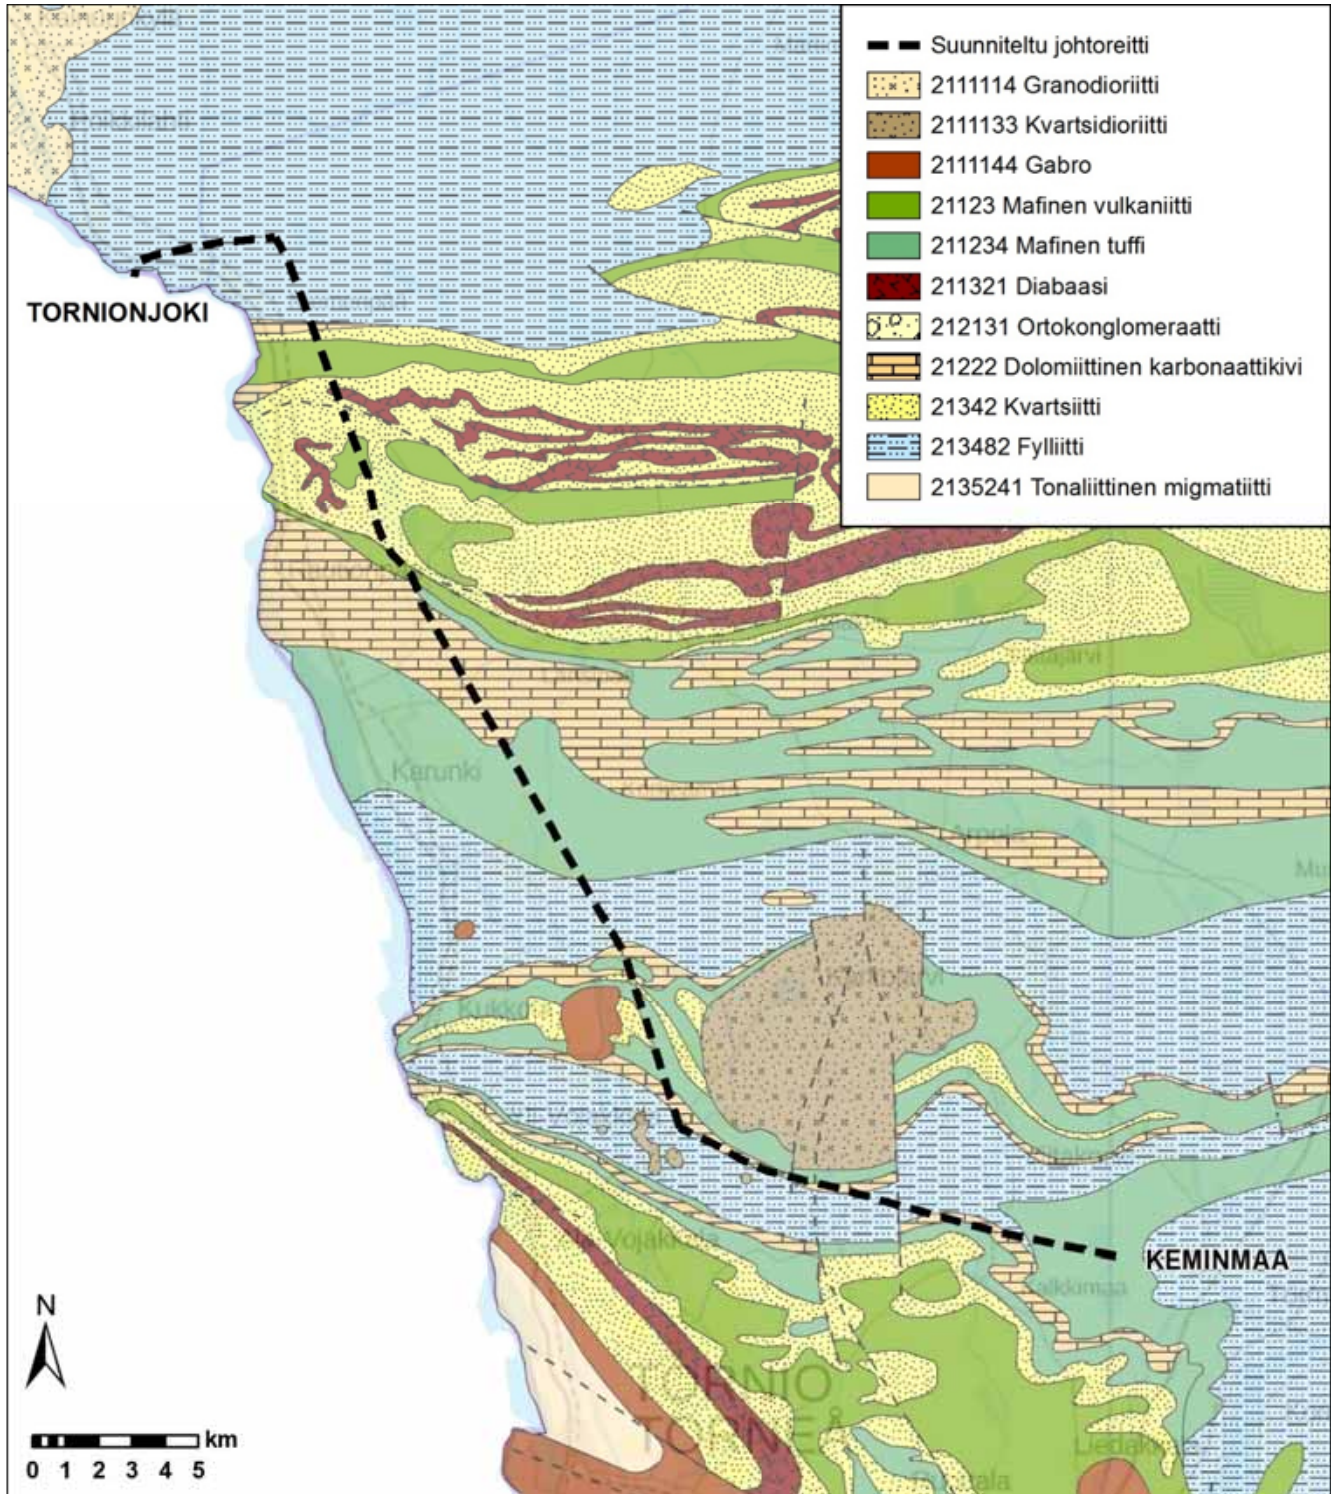 Suunniteltu johtoreitti
2111114 Granodioriitti
2111133 Kvartsidioriitti
2111144 Gabro
21123 Mafinen vulkaniitti
211234 Mafinen tuffi
211321 Diabaasi
212131 Ortokonglomeraatti
21222 Dolomiittinen karbonaattikivi
21342 Kvartsiitti
213482 Fylliitti
2135241 Tonaliittinen migmatiitti
TORNIONJOKI
Karunki
KEMINMAA
TORNIO
TORNEÅ
N
km
0 1 2 3 4 5